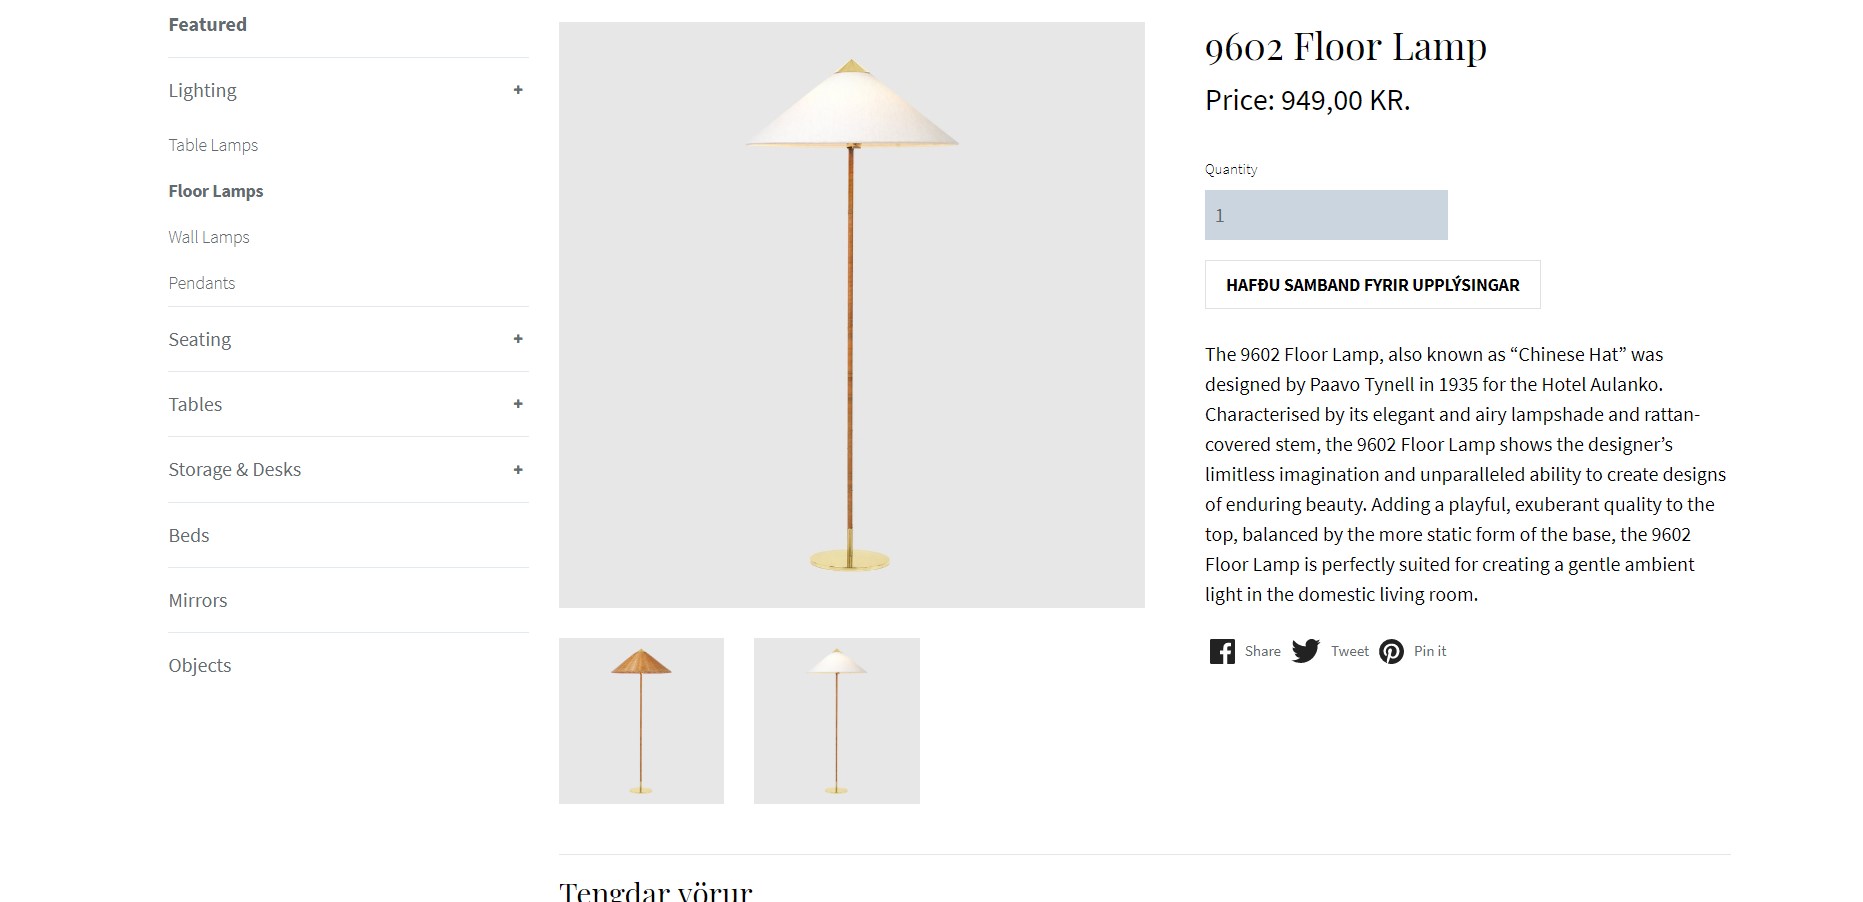 Featured
Lighting +
Table Lamps
Floor Lamps
Wall Lamps
Pendants
Seating +
Tables +
Storage & Desks +
Beds
Mirrors
Objects
9602 Floor Lamp
Price: 949,00 KR.
Quantity
1
HAFÐU SAMBAND FYRIR UPPLÝSINGAR
The 9602 Floor Lamp, also known as “Chinese Hat” was
designed by Paavo Tynell in 1935 for the Hotel Aulanko.
Characterised by its elegant and airy lampshade and rattan-
covered stem, the 9602 Floor Lamp shows the designer’s
limitless imagination and unparalleled ability to create designs
of enduring beauty. Adding a playful, exuberant quality to the
top, balanced by the more static form of the base, the 9602
Floor Lamp is perfectly suited for creating a gentle ambient
light in the domestic living room.
Share Tweet Pin it
Tengdar vörur